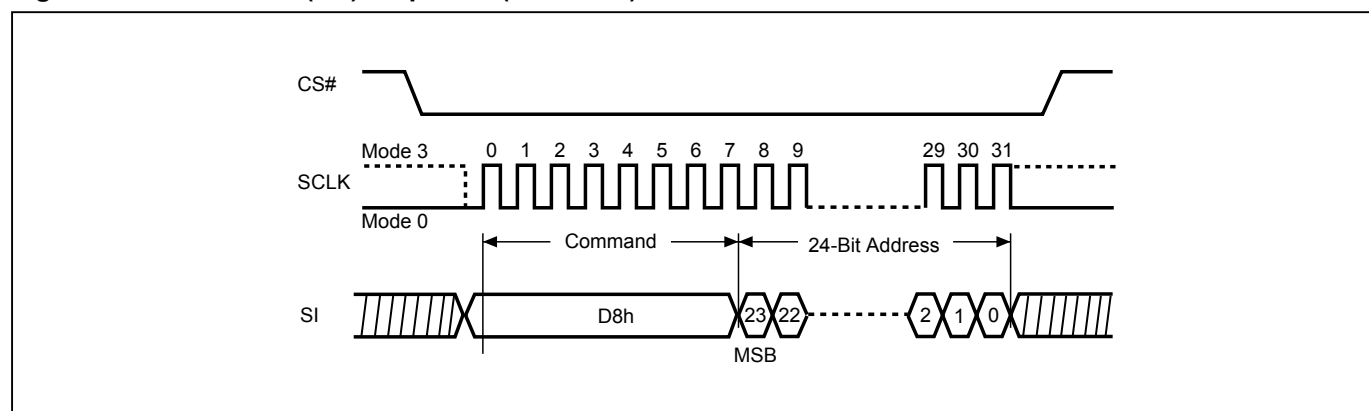 CS#
Mode 3
0 1 2 3 4 5 6 7 8 9 29 30 31
SCLK
Mode 0
Command 24-Bit Address
SI D8h 23 22 2 1 0
MSB